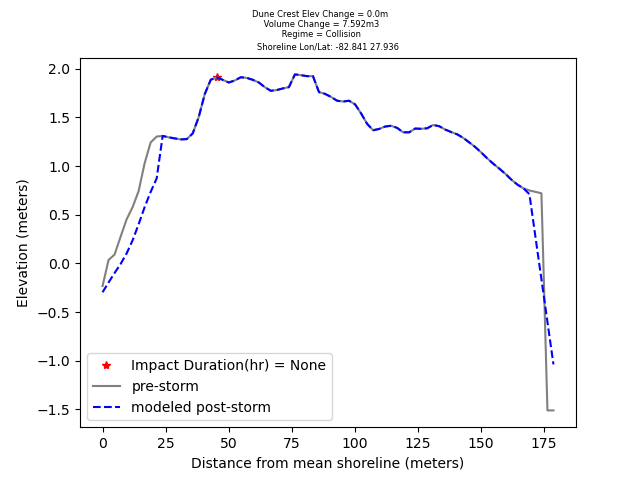 Dune Crest Elev Change = 0.0m
Volume Change = 7.592m3
Regime = Collision
Shoreline Lon/Lat: -82.841 27.936
2.0
1.5
1.0
0.5
0.0
−0.5
−1.0
−1.5
Elevation (meters)
Impact Duration(hr) = None
pre-storm
modeled post-storm
0
25
50
75
100
125
150
175
Distance from mean shoreline (meters)